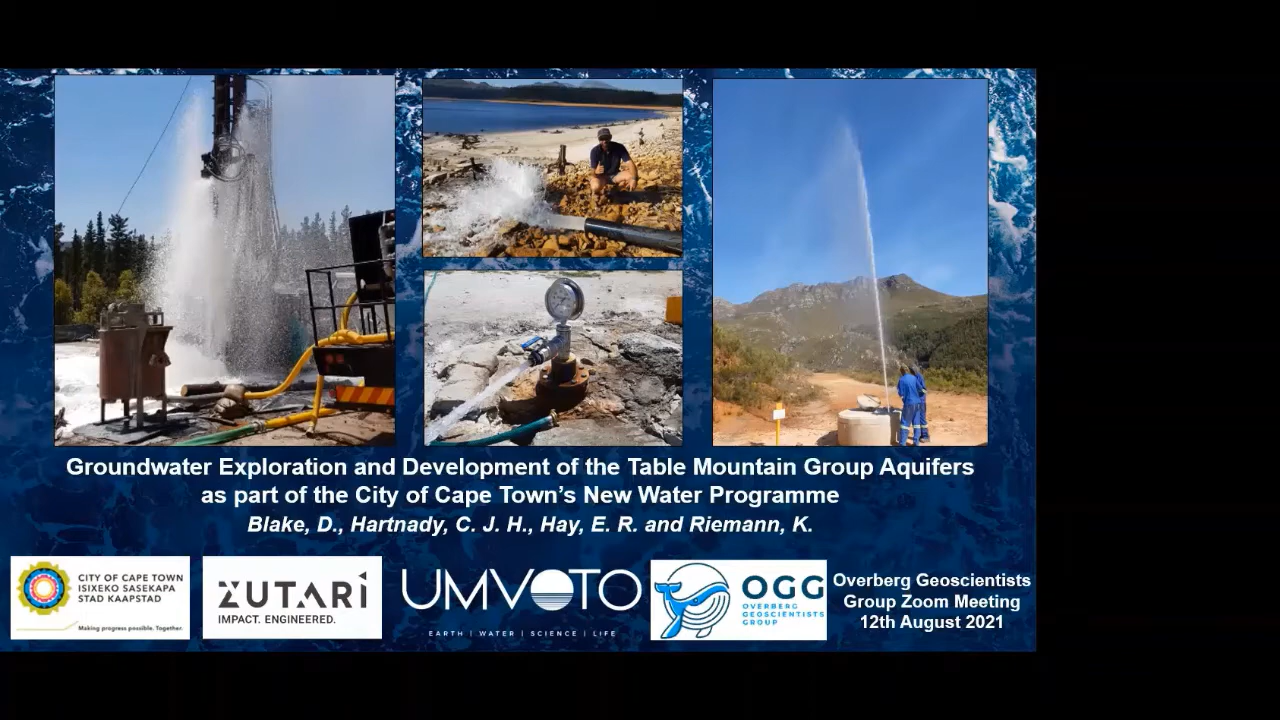 Groundwater Exploration and Development of the Table Mountain Group Aquifers
as part of the City of Cape Town's New Water Programme
Blake, D., Hartnady, C. J. H., Hay, E. R. and Riemann, K.
CITY OF CAPE TOWN
ISIXEKO SASEKAPA
STAD KAAPSTAD
Making progress possible. Together.
ZUTARI
IMPACT. ENGINEERED.
UMVOTO
EARTH | WATER | SCIENCE | LIFE
OGG
OVERBERG
GEOSCIENTISTS
GROUP
Overberg Geoscientists
Group Zoom Meeting
12th August 2021